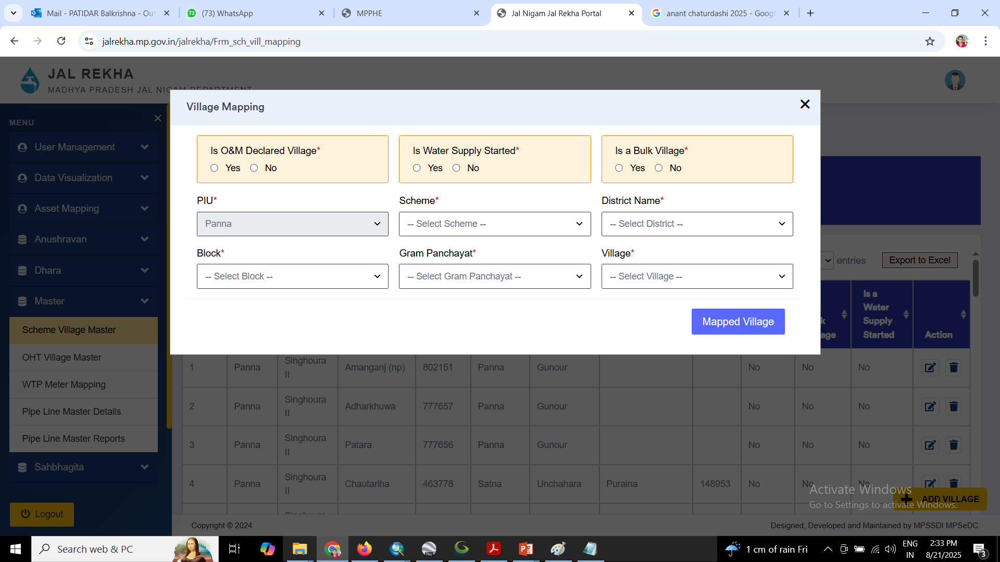 Mail - PATIDAR Balkrishna - Out
(73) WhatsApp
MPPHE
Jal Nigam Jal Rekha Portal
anant chaturdashi 2025 - Goog
jalrekha.mp.gov.in/jalrekha/Frm_sch_vill_mapping
JAL REKHA
MADHYA PRADESH JAL NIGAM DEPARTMENT
MENU
User Management
Data Visualization
Asset Mapping
Anushravan
Dhara
Master
Scheme Village Master
OHT Village Master
WTP Meter Mapping
Pipe Line Master Details
Pipe Line Master Reports
Sahbhagita
Logout
Village Mapping
Is O&M Declared Village*
Yes No
Is Water Supply Started*
Yes No
Is a Bulk Village*
Yes No
PIU* Scheme* District Name*
Panna -- Select Scheme -- -- Select District --
Block* Gram Panchayat* Village*
-- Select Block -- -- Select Gram Panchayat -- -- Select Village --
Mapped Village
entries Export to Excel
k
age
Is a
Water
Supply
Started
Action
1 Panna Singhoura II Amanganj (np) 802151 Panna Gunour No No No
2 Panna Singhoura II Adharkhuwa 777657 Panna Gunour No No No
3 Panna Singhoura II Patara 777656 Panna Gunour No No No
4 Panna Singhoura II Chautariha 463778 Satna Unchahara Puraina 148953 No No No
ADD VILLAGE
Activate Windows
Go to Settings to activate Windows.
Copyright © 2024
Designed, Developed and Maintained by MPSSDI MPSeDC.
Search web & PC
Pro
1 cm of rain Fri
ENG
IN
2:33 PM
8/21/2025
3